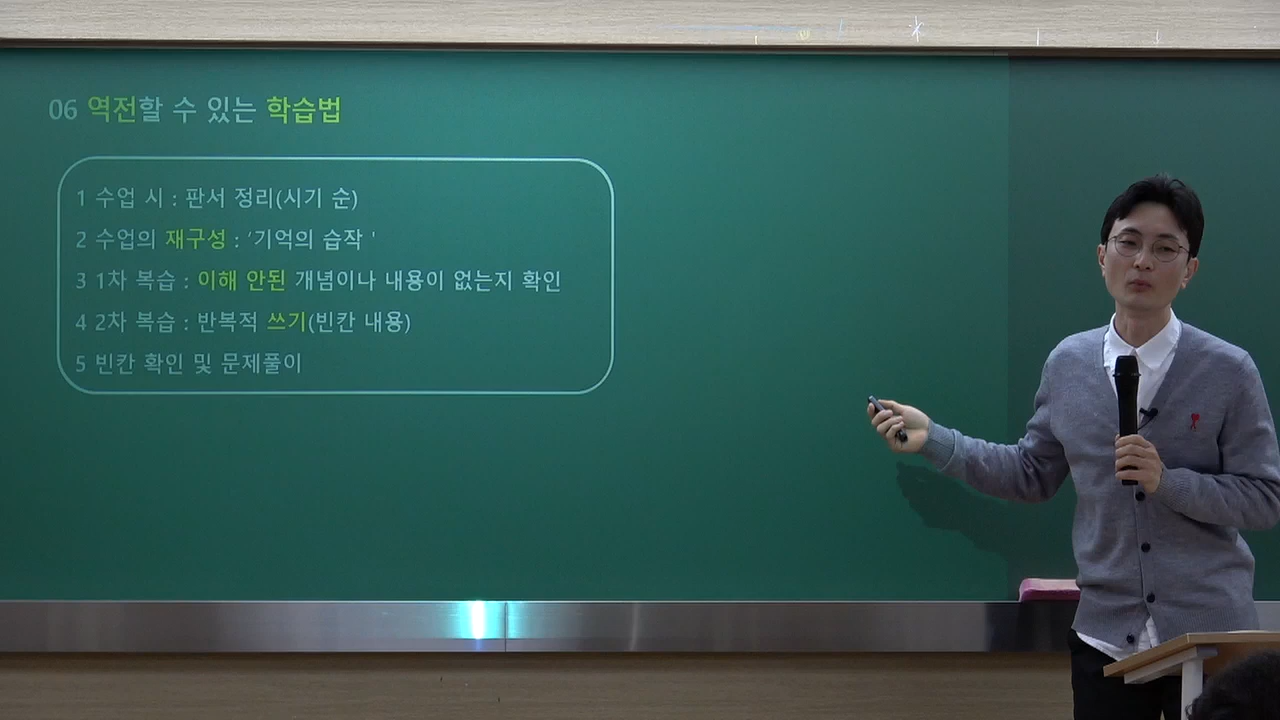 06 역전할 수 있는 학습법
1 수업 시 : 판서 정리(시기 순)
2 수업의 재구성 : '기억의 습작 '
3 1차 복습 : 이해 안된 개념이나 내용이 없는지 확인
4 2차 복습 : 반복적 쓰기(빈칸 내용)
5 빈칸 확인 및 문제풀이